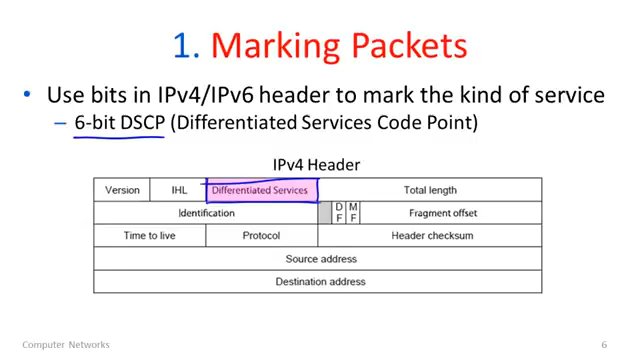 1. Marking Packets
• Use bits in IPv4/IPv6 header to mark the kind of service
– 6-bit DSCP (Differentiated Services Code Point)
IPv4 Header
Version IHL Differentiated Services Total length
Identification D F M F Fragment offset
Time to live Protocol Header checksum
Source address
Destination address
Computer Networks 6